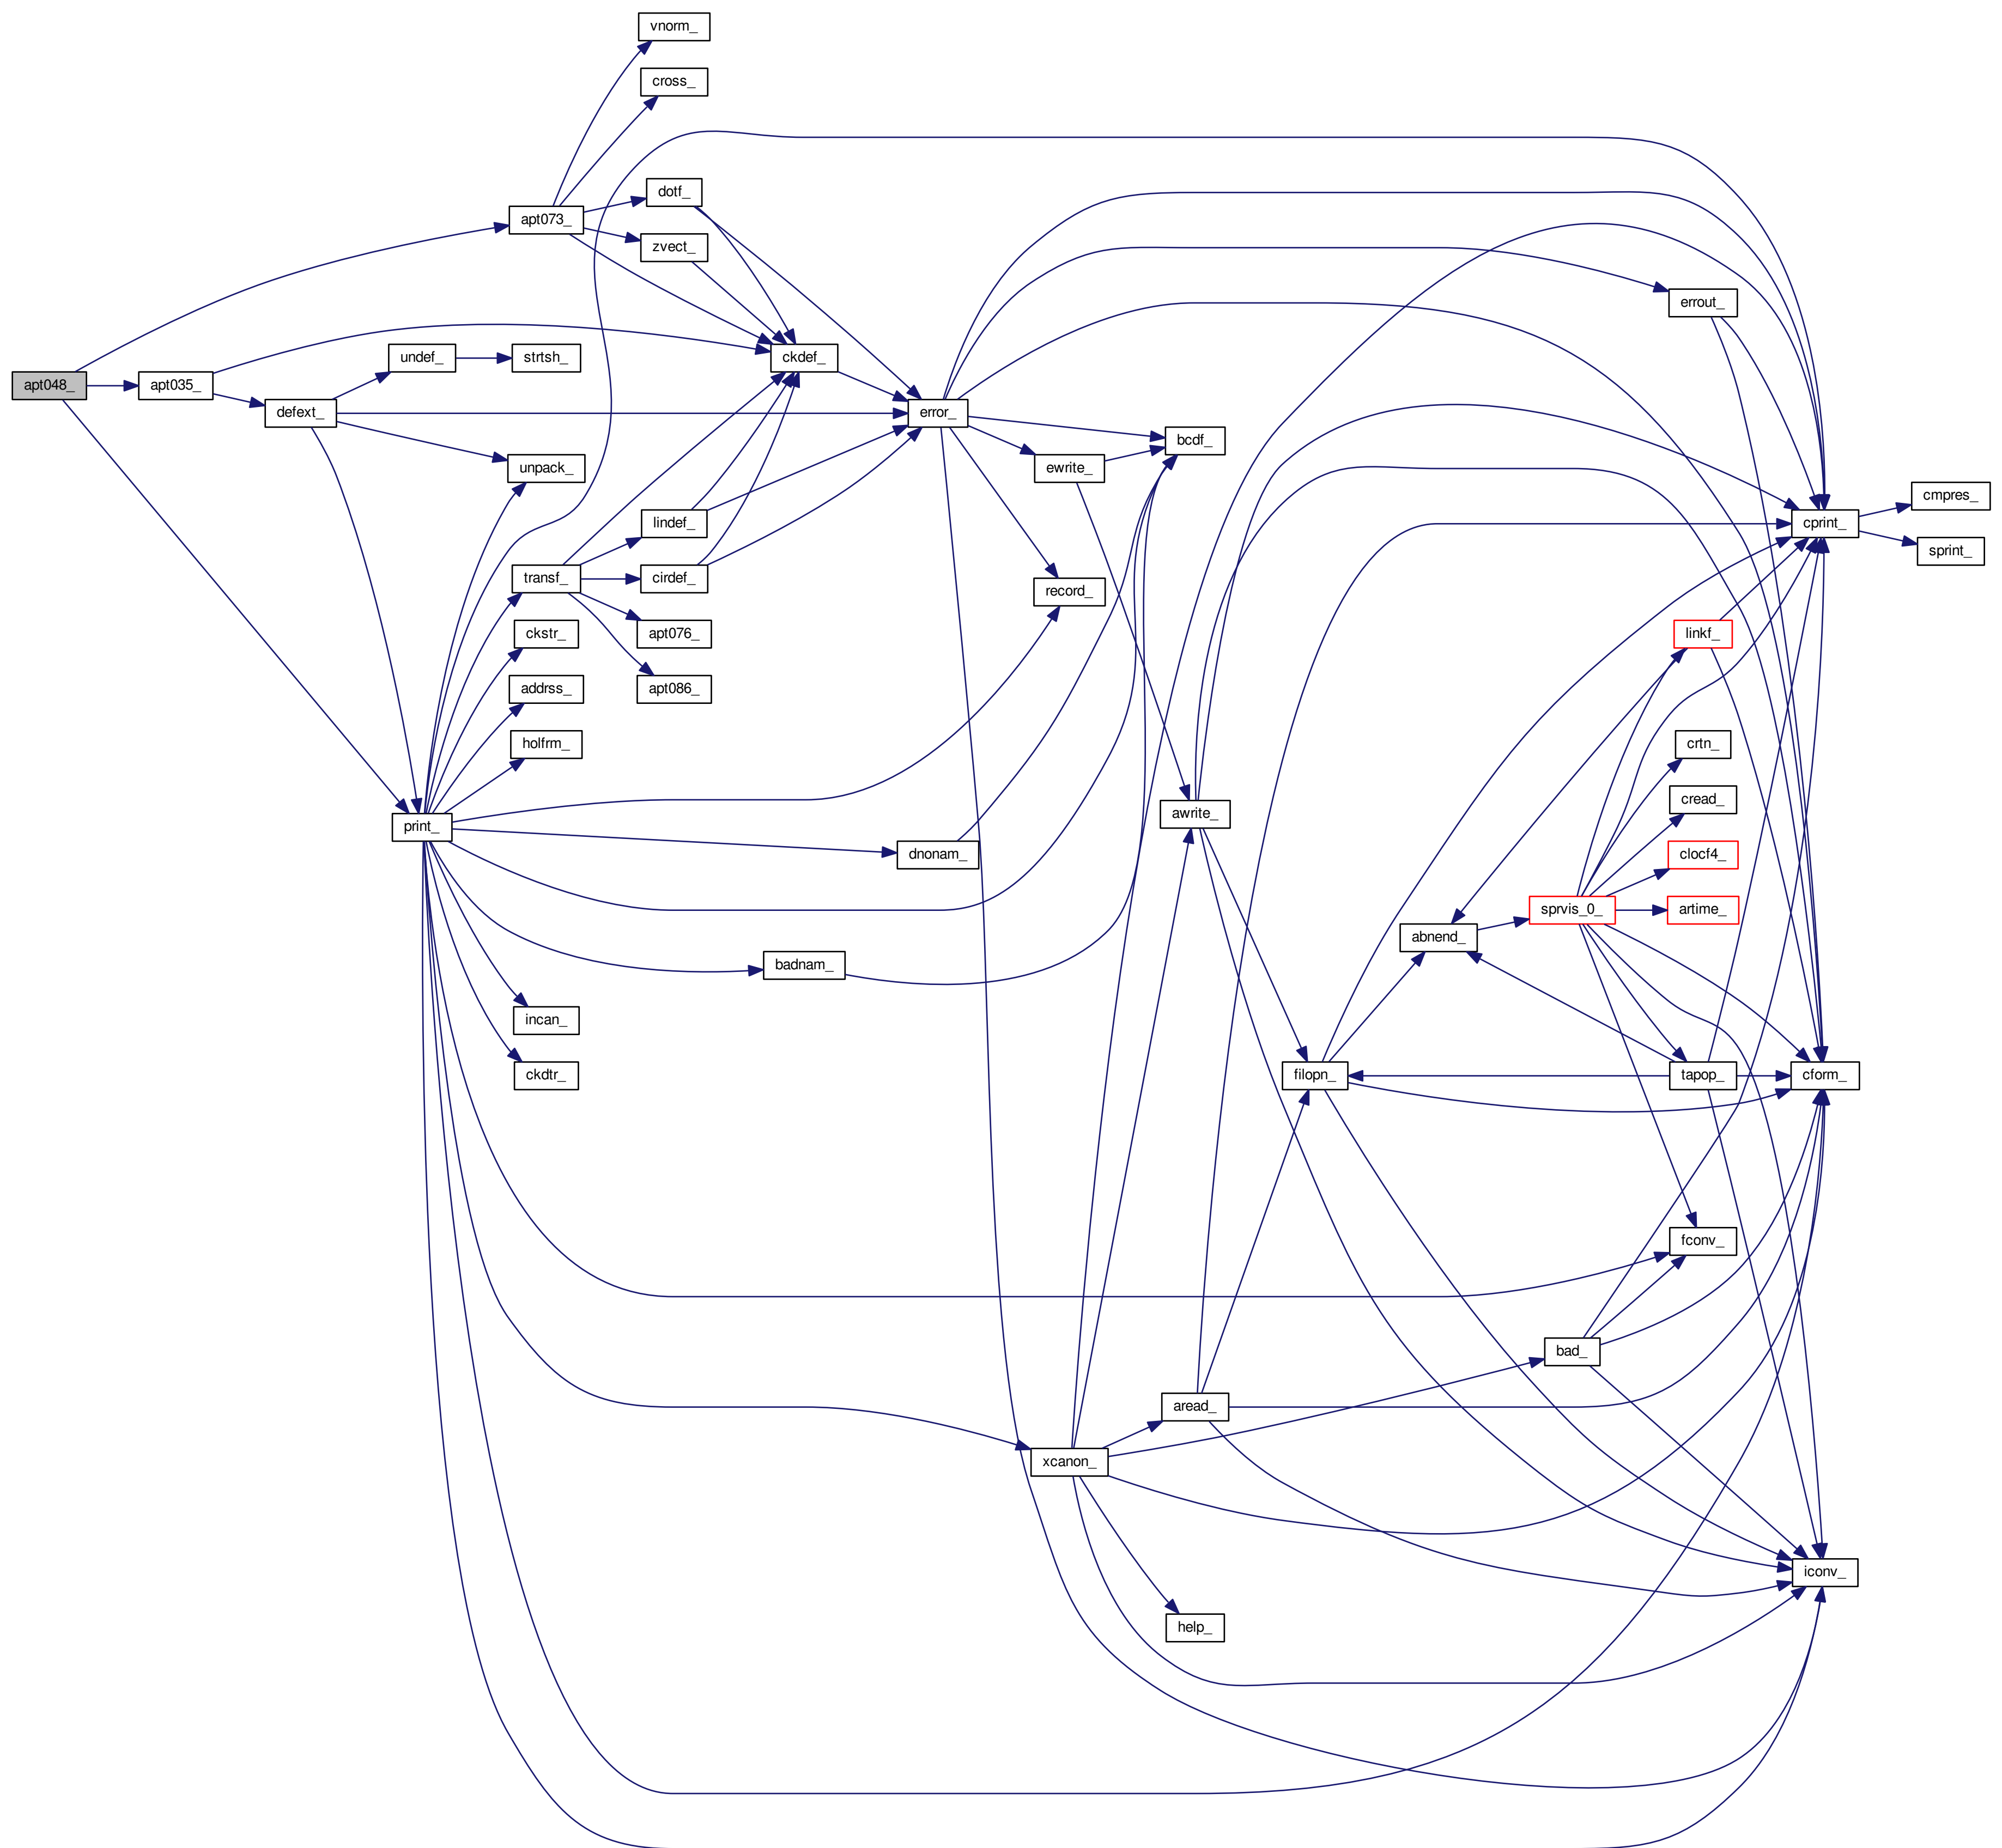 vnorm_
cross_
dotf_
apt073_
zvect_
errout_
undef_
strtsh_
ckdef_
apt048_
apt035_
defext_
error_
bcdf_
unpack_
ewrite_
cmpres_
lindef_
cprint_
sprint_
transf_
cirdef_
record_
ckstr_
apt076_
linkf_
addrss_
apt086_
holfrm_
crtn_
cread_
awrite_
print_
dnonam_
clocf4_
sprvis_0_
artime_
abnend_
badnam_
incan_
ckdtr_
filopn_
tapop_
cform_
fconv_
bad_
aread_
xcanon_
iconv_
help_